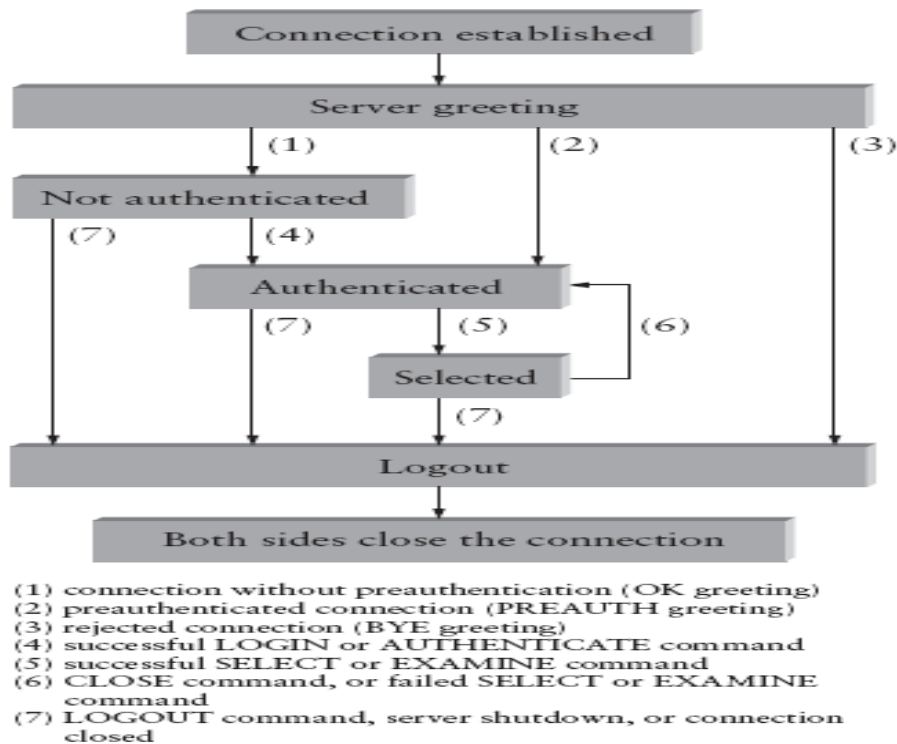 Connection established
Server greeting
(1)
(2)
(3)
Not authenticated
(7)
(4)
Authenticated
(7)
(5)
(6)
Selected
(7)
Logout
Both sides close the connection
(1) connection without preauthentication (OK greeting)
(2) preauthenticated connection (PREAUTH greeting)
(3) rejected connection (BYE greeting)
(4) successful LOGIN or AUTHENTICATE command
(5) successful SELECT or EXAMINE command
(6) CLOSE command, or failed SELECT or EXAMINE
command
(7) LOGOUT command, server shutdown, or connection
closed